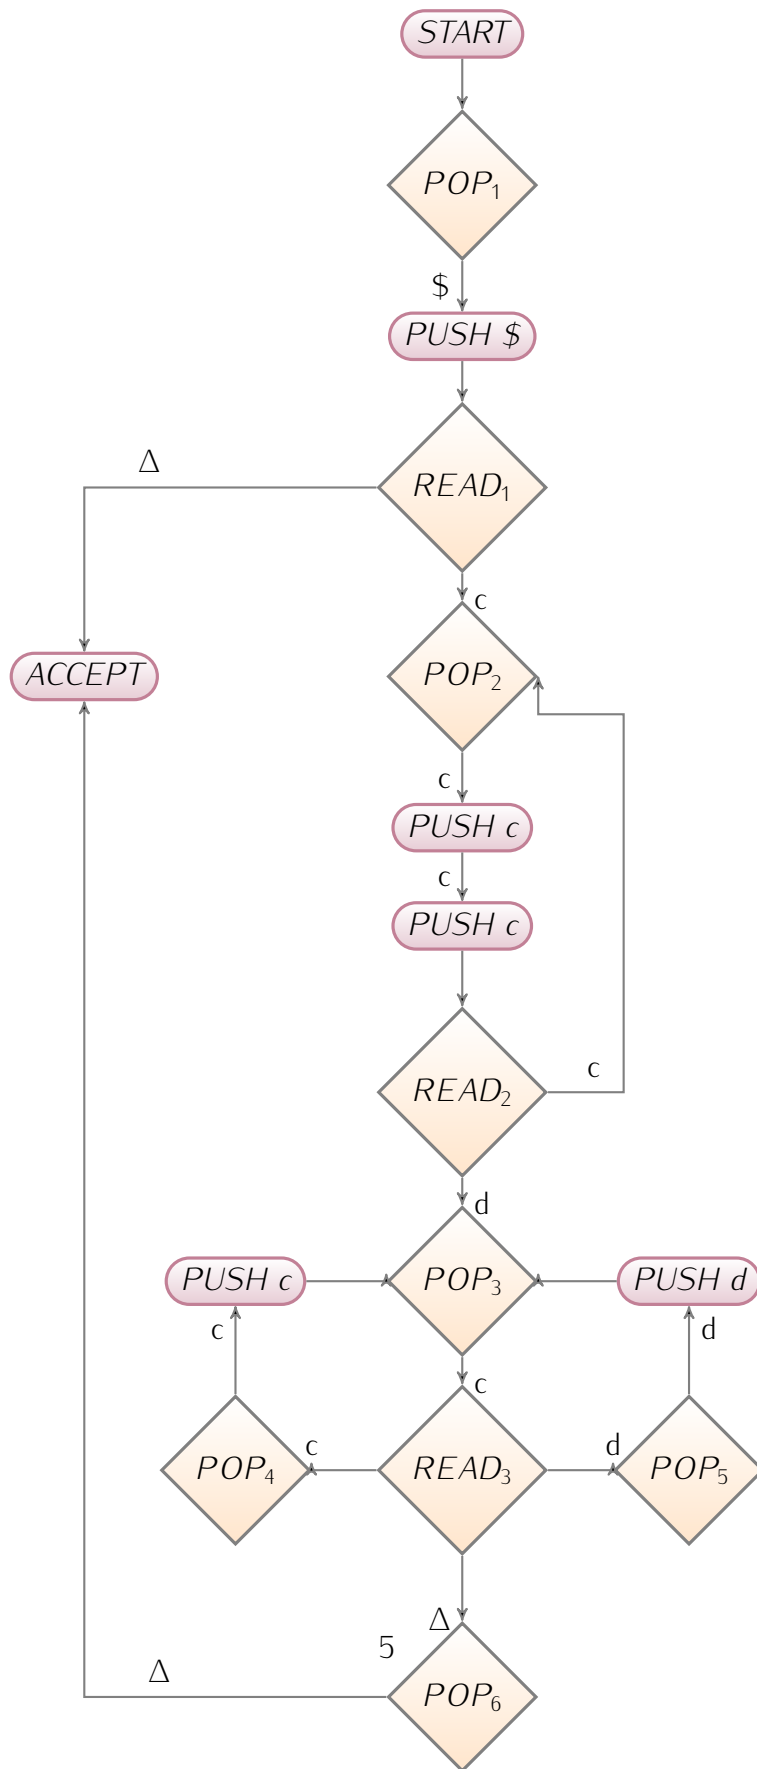 START
POP₁
$
PUSH $
Δ
READ₁
c
ACCEPT
POP₂
c
PUSH c
c
PUSH c
READ₂
c
d
PUSH c
POP₃
PUSH d
c
d
c
POP₄
c
READ₃
d
POP₅
Δ
5
Δ
POP₆